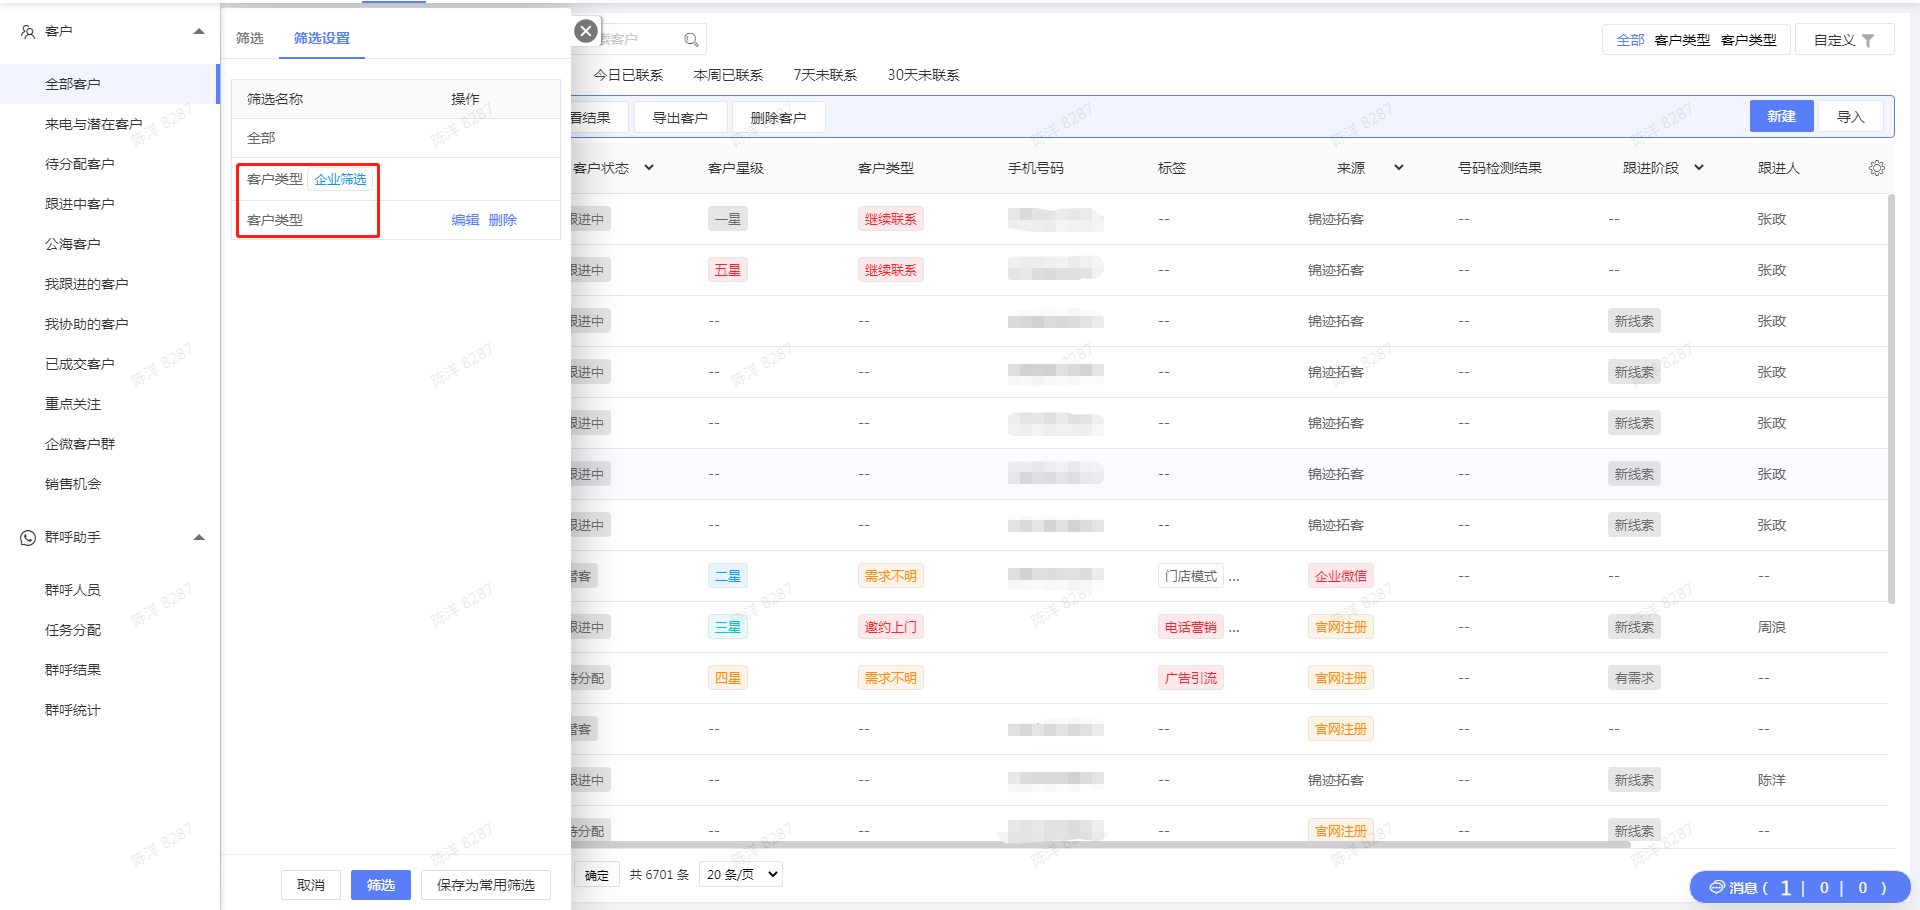 客户
全部客户
来电与潜在客户
待分配客户
跟进中客户
公海客户
我跟进的客户
我协助的客户
已成交客户
重点关注
企微客户群
销售机会
群呼助手
群呼人员
任务分配
群呼结果
群呼统计
筛选 筛选设置
筛选名称 操作
全部
客户类型 企业筛选
客户类型 编辑 删除
取消 筛选 保存为常用筛选
索客户
全部 客户类型 客户类型 自定义
今日已联系 本周已联系 7天未联系 30天未联系
看结果 导出客户 删除客户 新建 导入
客户状态 客户星级 客户类型 手机号码 标签 来源 号码检测结果 跟进阶段 跟进人
跟进中 一星 继续联系 -- 锦迹拓客 -- -- 张政
跟进中 五星 继续联系 -- 锦迹拓客 -- -- 张政
跟进中 -- -- -- 锦迹拓客 -- 新线索 张政
跟进中 -- -- -- 锦迹拓客 -- 新线索 张政
跟进中 -- -- -- 锦迹拓客 -- 新线索 张政
跟进中 -- -- -- 锦迹拓客 -- 新线索 张政
跟进中 -- -- -- 锦迹拓客 -- 新线索 张政
潜客 二星 需求不明 门店模式 ... 企业微信 -- -- --
跟进中 三星 邀约上门 电话营销 ... 官网注册 -- 新线索 周浪
待分配 四星 需求不明 广告引流 官网注册 -- 有需求 --
潜客 -- -- -- 官网注册 -- -- --
跟进中 -- -- -- 锦迹拓客 -- 新线索 陈洋
待分配 -- -- -- 官网注册 -- 新线索 --
确定 共 6701 条 20 条/页
消息 ( 1 | 0 | 0 )
陈洋 8287